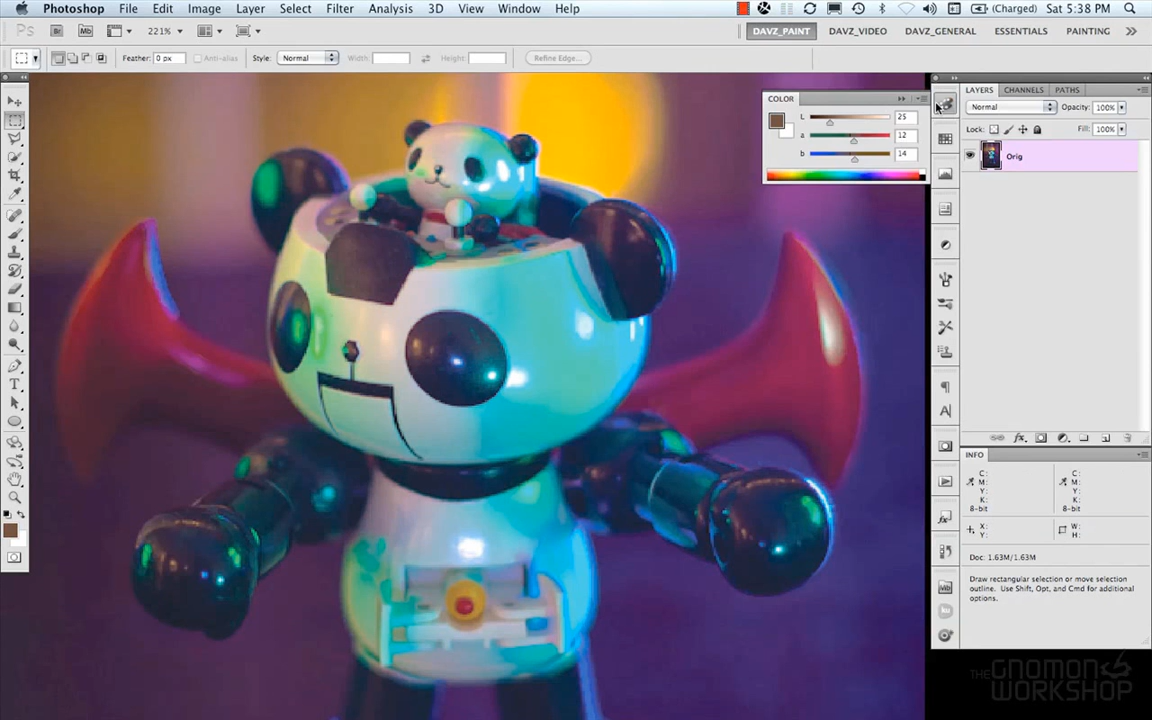 Photoshop File Edit Image Layer Select Filter Analysis 3D View Window Help (Charged) Sat 5:38 PM
Ps Br Mb 221% DAVZ_PAINT DAVZ_VIDEO DAVZ_GENERAL ESSENTIALS PAINTING
Feather: 0 px Anti-alias Style: Normal Width: Height: Refine Edge...
LAYERS CHANNELS PATHS
Normal Opacity: 100%
Lock: Fill: 100%
Orig
COLOR
L 25
a 12
b 14
INFO
C: C:
M: M:
Y: Y:
K: K:
8-bit 8-bit
X: W:
Y: H:
Doc: 1.63M/1.63M
Draw rectangular selection or move selection
outline. Use Shift, Opt, and Cmd for additional
options.
THE GNOMON
WORKSHOP